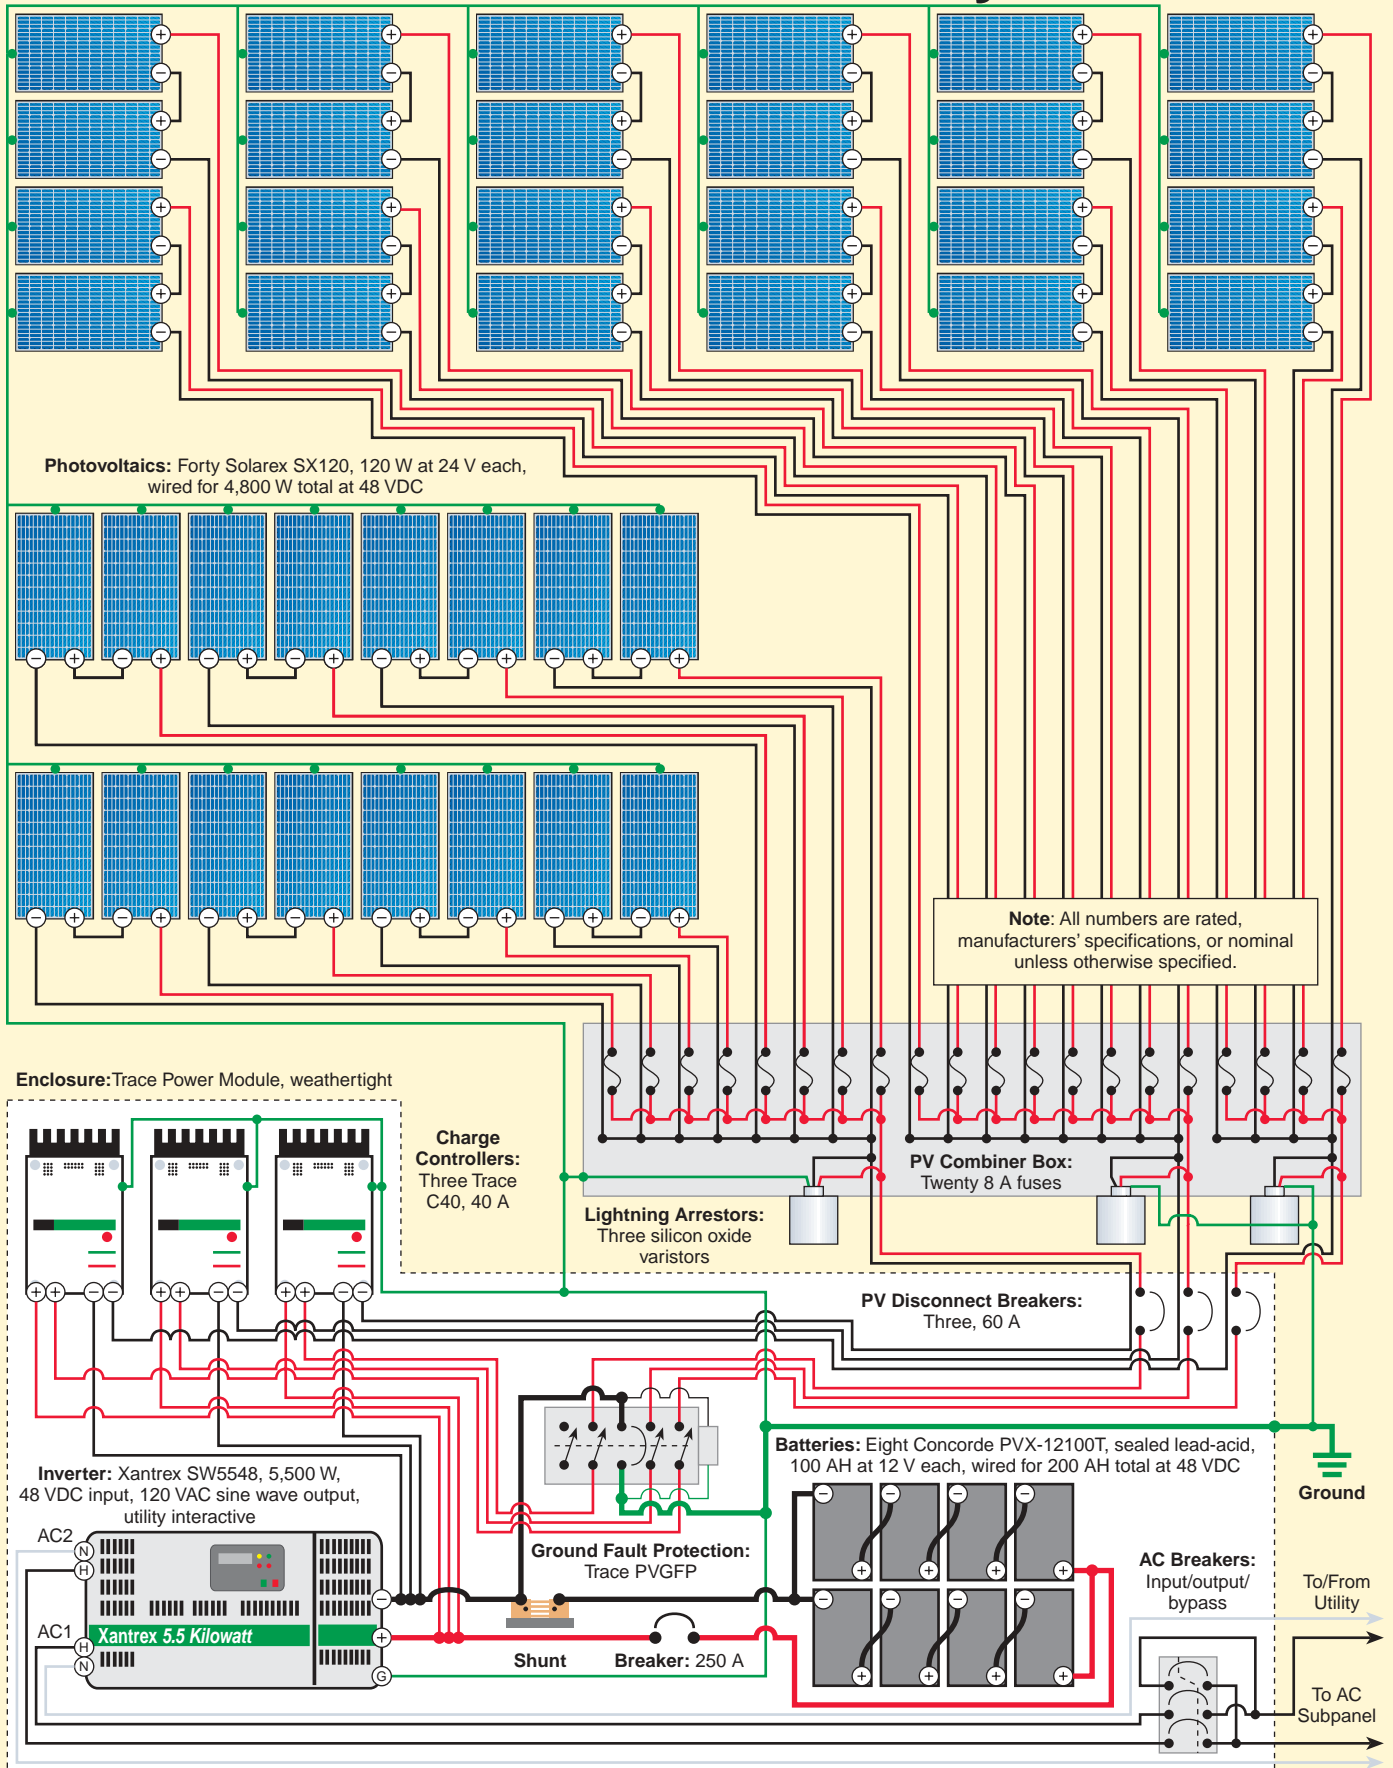 Photovoltaics: Forty Solarex SX120, 120 W at 24 V each,
wired for 4,800 W total at 48 VDC
Note: All numbers are rated,
manufacturers' specifications, or nominal
unless otherwise specified.
Enclosure:Trace Power Module, weathertight
Charge
Controllers:
Three Trace
C40, 40 A
PV Combiner Box:
Twenty 8 A fuses
Lightning Arrestors:
Three silicon oxide
varistors
PV Disconnect Breakers:
Three, 60 A
Batteries: Eight Concorde PVX-12100T, sealed lead-acid,
100 AH at 12 V each, wired for 200 AH total at 48 VDC
Ground
Inverter: Xantrex SW5548, 5,500 W,
48 VDC input, 120 VAC sine wave output,
utility interactive
AC2
N
H
Ground Fault Protection:
Trace PVGFP
AC Breakers:
Input/output/
bypass
To/From
Utility
AC1
H
N
Xantrex 5.5 Kilowatt
G
Shunt
Breaker: 250 A
To AC
Subpanel